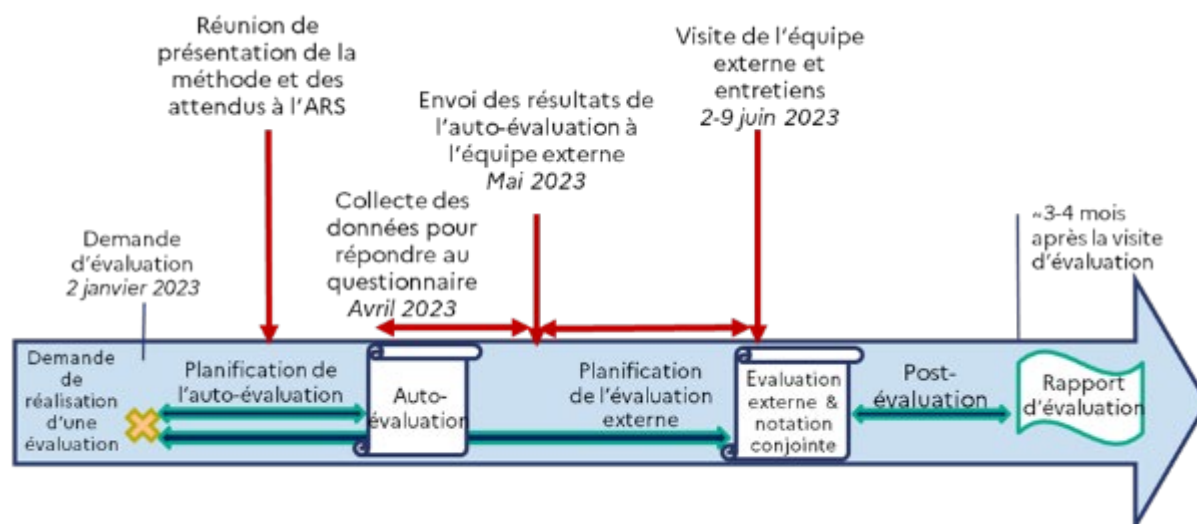 Réunion de
présentation de la
méthode et des
attendus à l'ARS
Visite de l'équipe
externe et
entretiens
2-9 juin 2023
Envoi des résultats de
l'auto-évaluation à
l'équipe externe
Mai 2023
Collecte des
données pour
répondre au
questionnaire
Avril 2023
Demande
d'évaluation
2 janvier 2023
~3-4 mois
après la visite
d'évaluation
Demande
de
réalisation
d'une
évaluation
Planification de
l'auto-évaluation
Auto-
évaluation
Planification
de l'évaluation
externe
Evaluation
externe &
notation
conjointe
Post-
évaluation
Rapport
d'évaluation